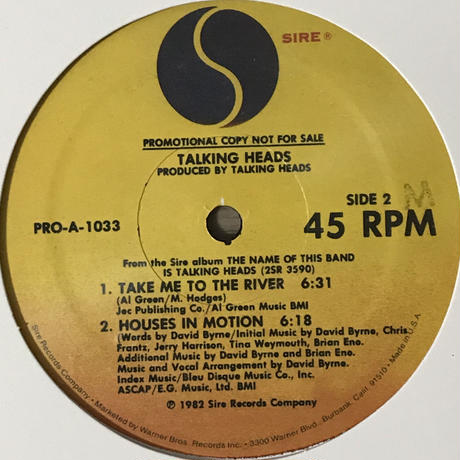 SIRE ®
PROMOTIONAL COPY NOT FOR SALE
TALKING HEADS
PRODUCED BY TALKING HEADS
SIDE 2 M
PRO-A-1033
45 RPM
From the Sire album THE NAME OF THIS BAND
IS TALKING HEADS (2SR 3590)
1. TAKE ME TO THE RIVER 6:31
(Al Green/M. Hodges)
Jec Publishing Co./Al Green Music BMI
2. HOUSES IN MOTION 6:18
(Words by David Byrne/Initial Music by David Byrne, Chris
Frantz, Jerry Harrison, Tina Weymouth, Brian Eno.
Additional Music by David Byrne and Brian Eno.
Music and Vocal Arrangement by David Byrne.
Index Music/Bleu Disque Music Co., Inc.
ASCAP/E.G. Music, Ltd. BMI
℗ 1982 Sire Records Company
Sire Records Company • Marketed by Warner Bros. Records Inc. • 3300 Warner Blvd., Burbank, Calif. 91510 • Made in U.S.A.